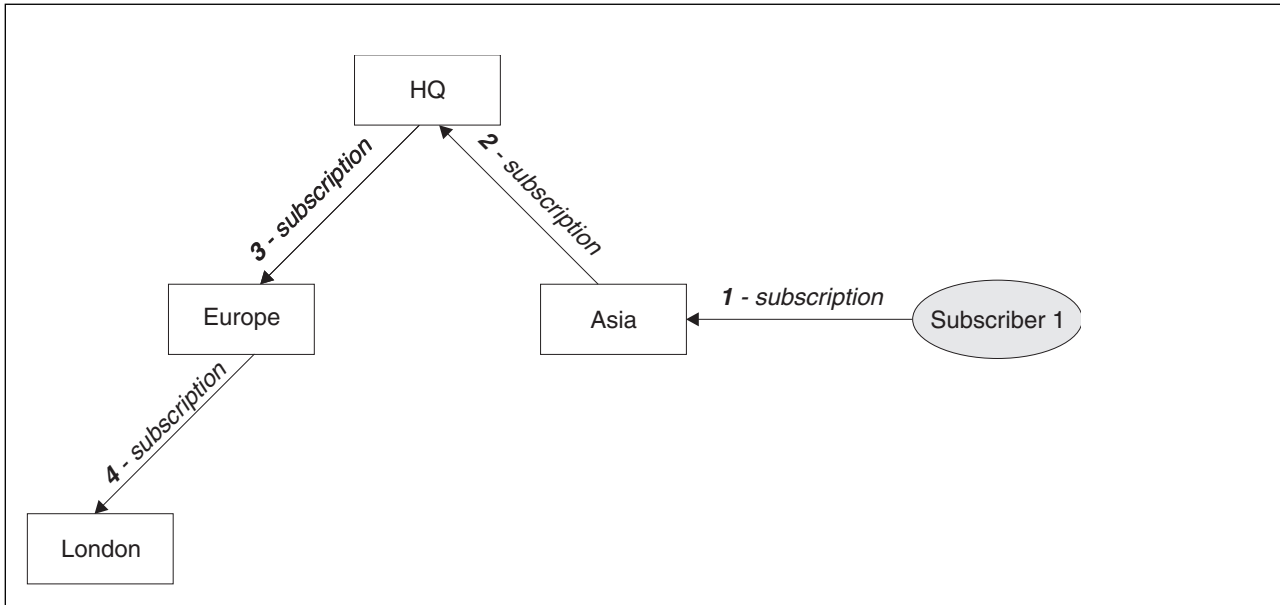 HQ
2 - subscription
3 - subscription
Europe
Asia
1 - subscription
Subscriber 1
4 - subscription
London